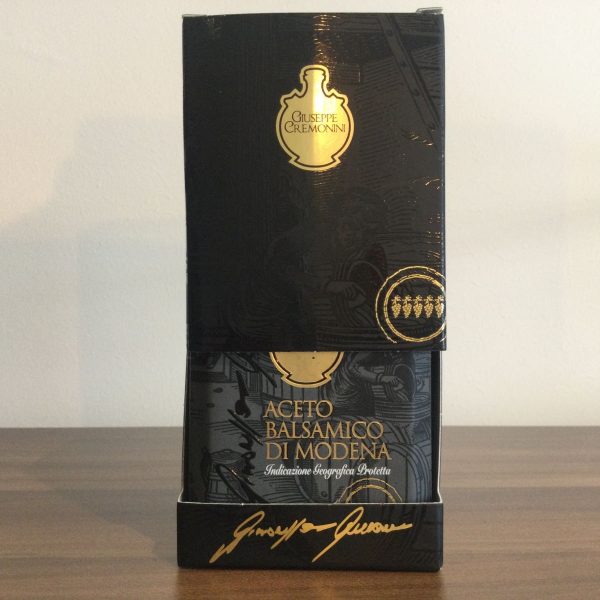 GIUSEPPE
CREMONINI
ACETO
BALSAMICO
DI MODENA
Indicazione Geografica Protetta